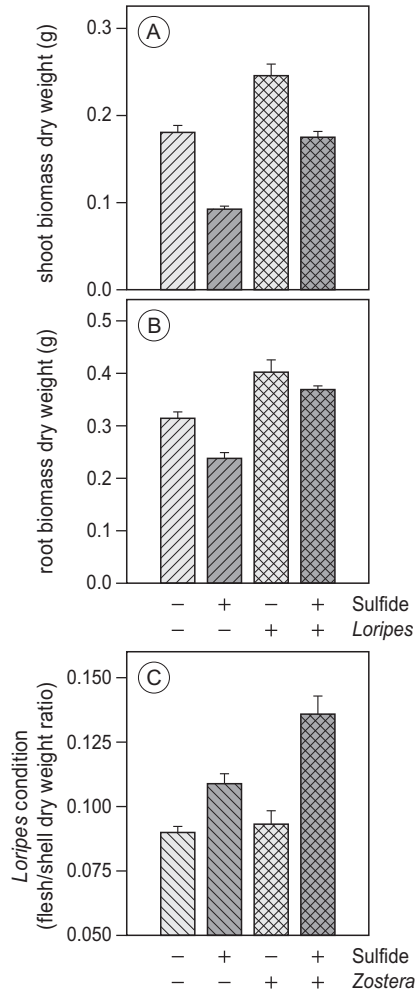 A
shoot biomass dry weight (g)
0.3
0.2
0.1
0.0
B
root biomass dry weight (g)
0.5
0.4
0.3
0.2
0.1
0.0
– + – + Sulfide
– – + + Loripes
C
Loripes condition
(flesh/shell dry weight ratio)
0.150
0.125
0.100
0.075
0.050
– + – + Sulfide
– – + + Zostera